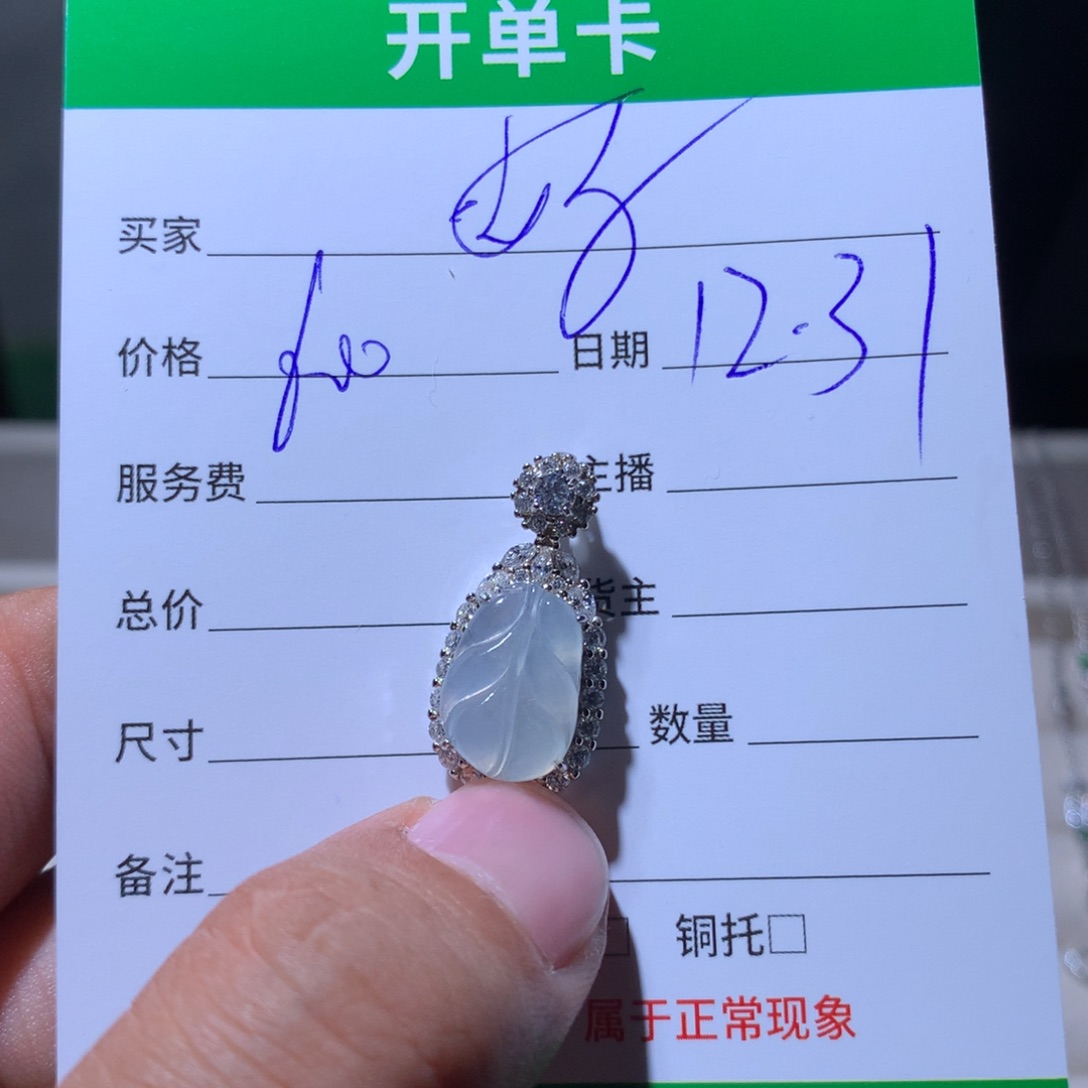 开单卡
买家
价格 日期 12.31
服务费 主播
总价 货主
尺寸 数量
备注
铜托□
属于正常现象